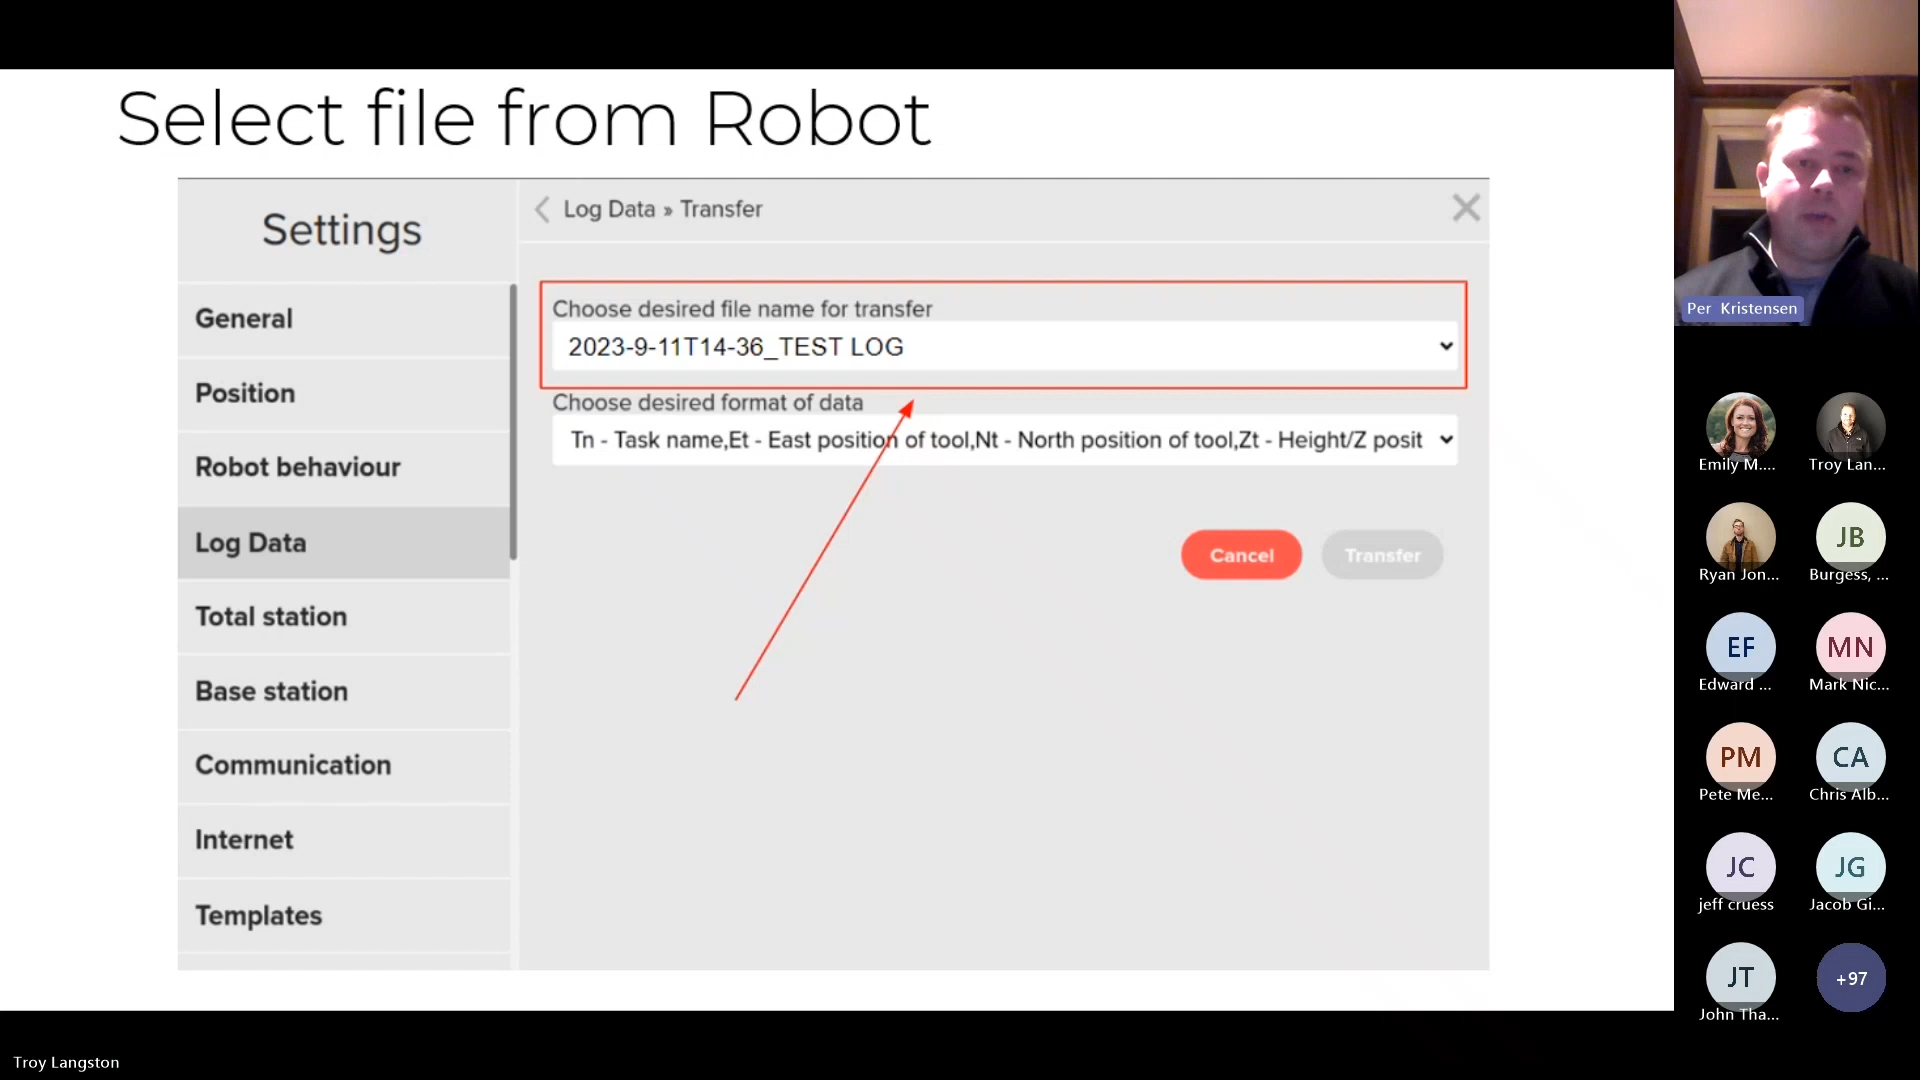 Select file from Robot
Settings
General
Position
Robot behaviour
Log Data
Total station
Base station
Communication
Internet
Templates
Log Data » Transfer
Choose desired file name for transfer
2023-9-11T14-36_TEST LOG
Choose desired format of data
Tn - Task name,Et - East position of tool,Nt - North position of tool,Zt - Height/Z posit
Cancel
Transfer
Per Kristensen
Emily M....
Troy Lan...
Ryan Jon...
JB
Burgess, ...
EF
Edward ...
MN
Mark Nic...
PM
Pete Me...
CA
Chris Alb...
JC
jeff cruess
JG
Jacob Gi...
JT
John Tha...
+97
Troy Langston